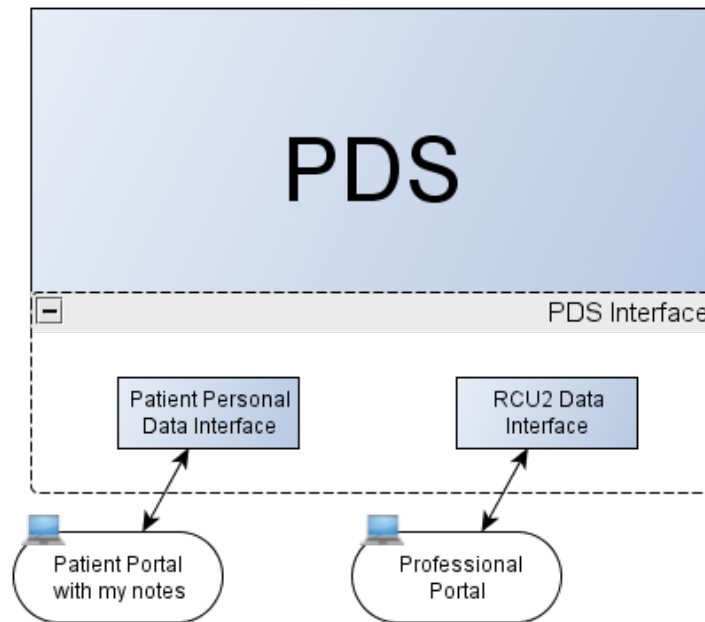 PDS
PDS Interface
Patient Personal
Data Interface
RCU2 Data
Interface
Patient Portal
with my notes
Professional
Portal